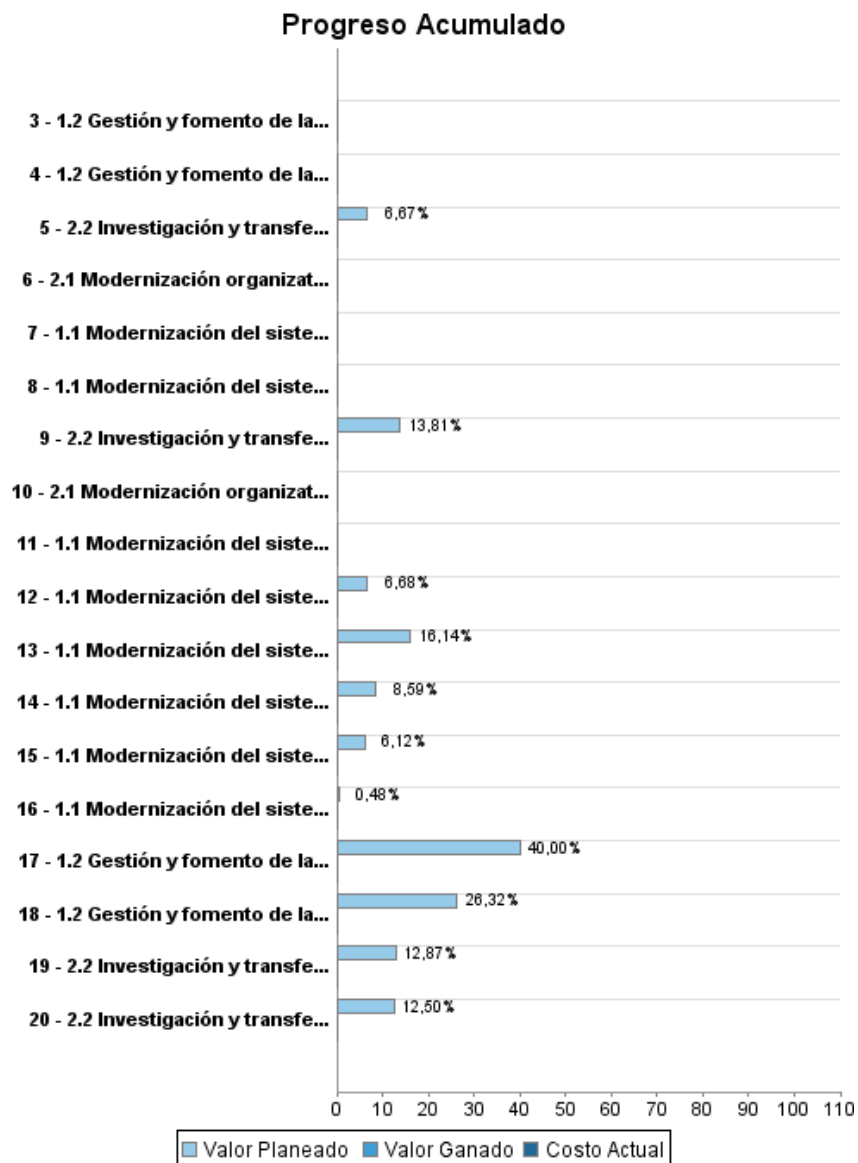 Progreso Acumulado
3 - 1.2 Gestión y fomento de la...
4 - 1.2 Gestión y fomento de la...
5 - 2.2 Investigación y transfe...
6,67%
6 - 2.1 Modernización organizat...
7 - 1.1 Modernización del siste...
8 - 1.1 Modernización del siste...
9 - 2.2 Investigación y transfe...
13,81%
10 - 2.1 Modernización organizat...
11 - 1.1 Modernización del siste...
12 - 1.1 Modernización del siste...
6,68%
13 - 1.1 Modernización del siste...
16,14%
14 - 1.1 Modernización del siste...
8,59%
15 - 1.1 Modernización del siste...
6,12%
16 - 1.1 Modernización del siste...
0,48%
17 - 1.2 Gestión y fomento de la...
40,00%
18 - 1.2 Gestión y fomento de la...
26,32%
19 - 2.2 Investigación y transfe...
12,87%
20 - 2.2 Investigación y transfe...
12,50%
0 10 20 30 40 50 60 70 80 90 100 110
Valor Planeado Valor Ganado Costo Actual